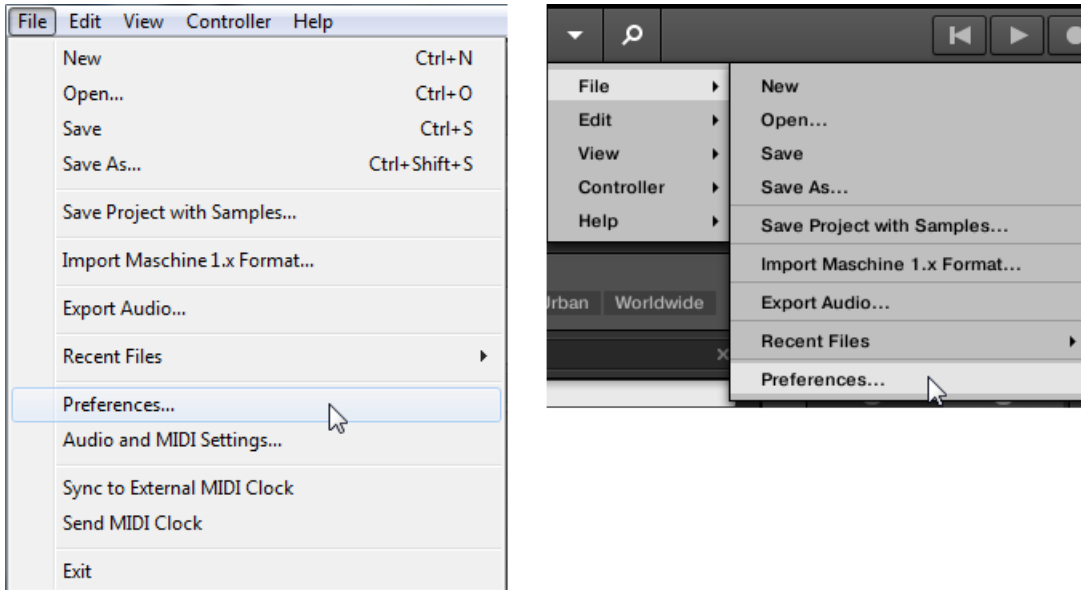 File Edit View Controller Help
New Ctrl+N
Open... Ctrl+O
Save Ctrl+S
Save As... Ctrl+Shift+S
Save Project with Samples...
Import Maschine 1.x Format...
Export Audio...
Recent Files
Preferences...
Audio and MIDI Settings...
Sync to External MIDI Clock
Send MIDI Clock
Exit
File
Edit
View
Controller
Help
New
Open...
Save
Save As...
Save Project with Samples...
Import Maschine 1.x Format...
Export Audio...
Recent Files
Preferences...
Urban Worldwide